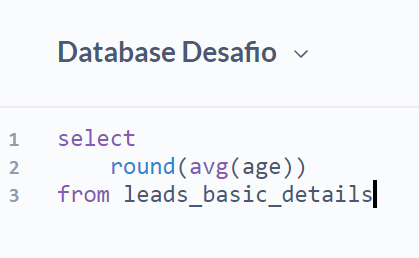 Database Desafio
1 select
2     round(avg(age))
3 from leads_basic_details